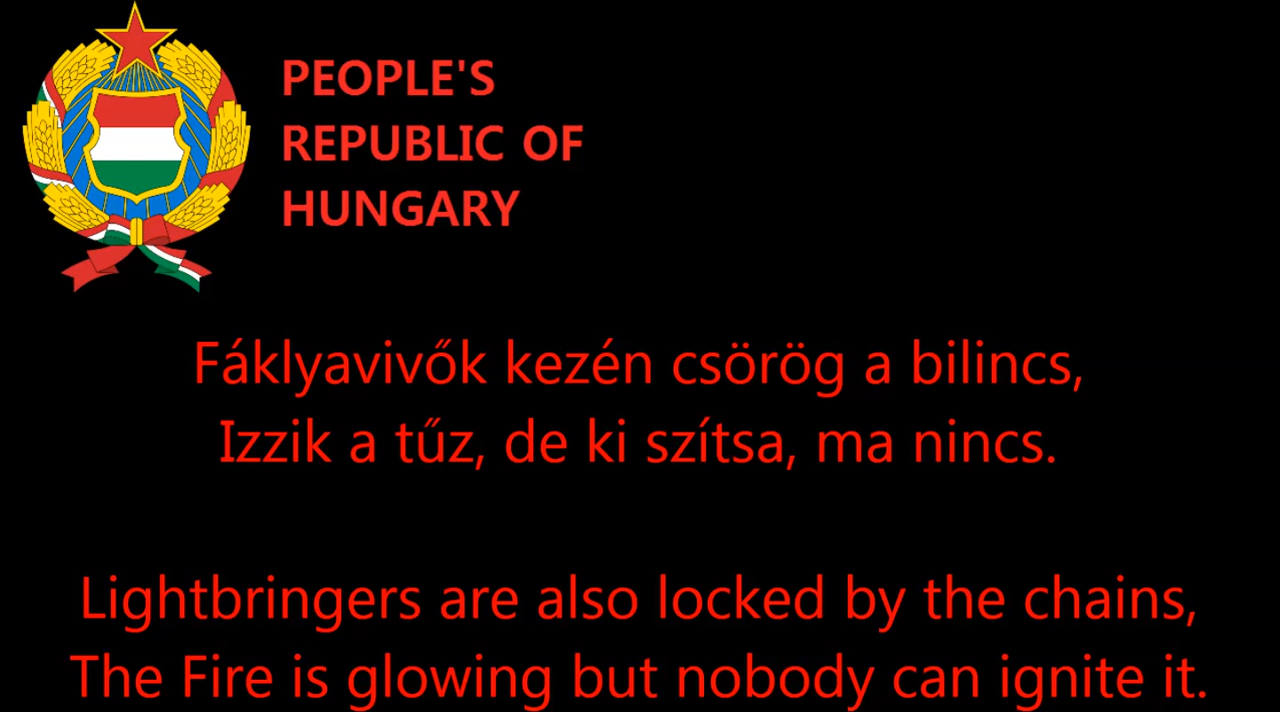 PEOPLE'S
REPUBLIC OF
HUNGARY
Fáklyavivők kezén csörög a bilincs,
Izzik a tűz, de ki szítsa, ma nincs.
Lightbringers are also locked by the chains,
The Fire is glowing but nobody can ignite it.